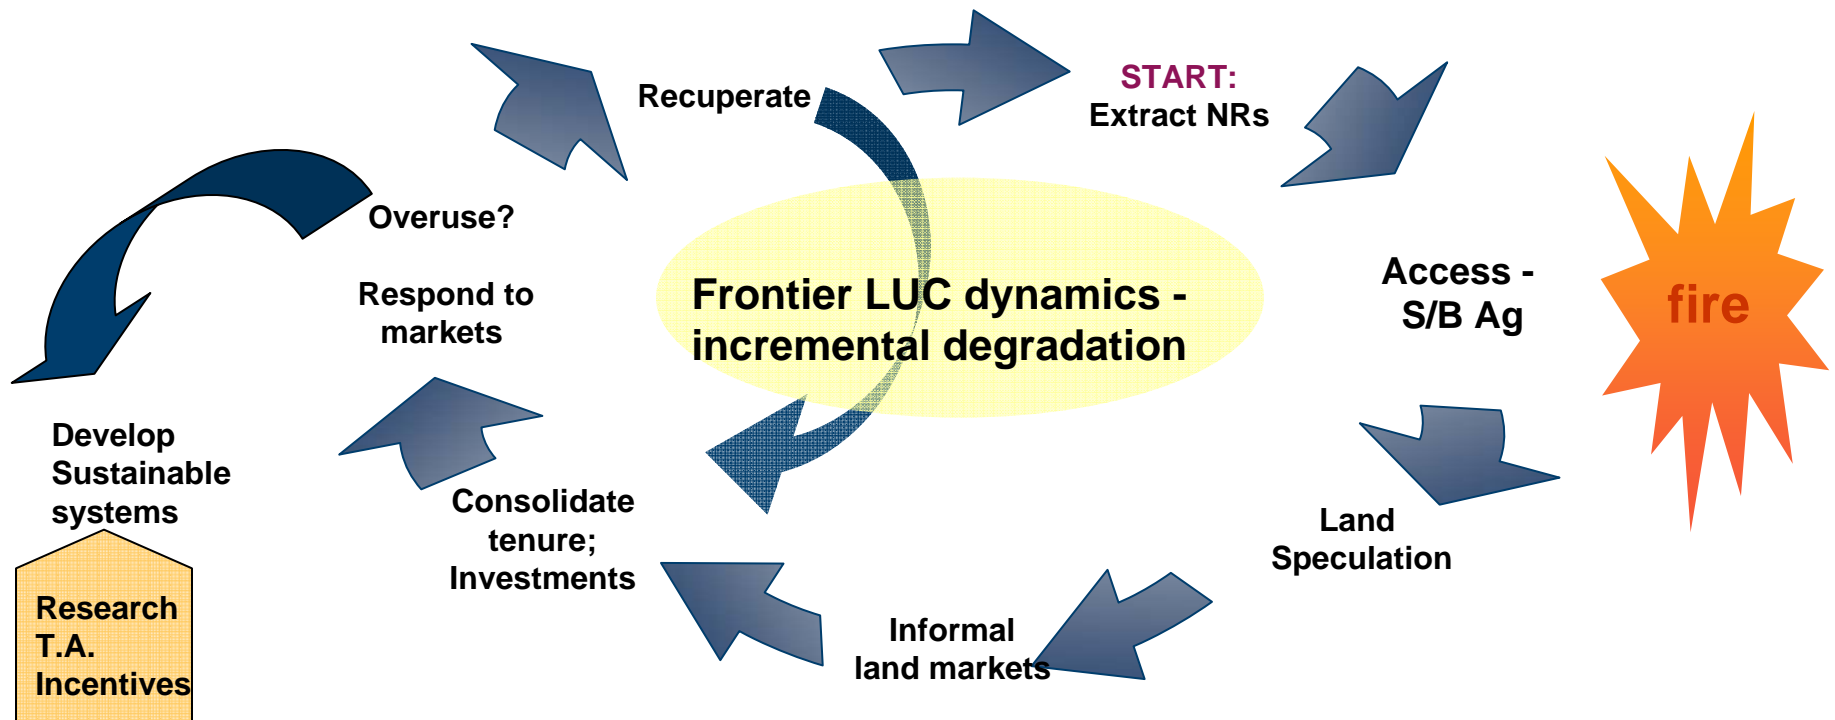 Recuperate
START:
Extract NRs
Overuse?
Respond to
markets
Frontier LUC dynamics -
incremental degradation
Access -
S/B Ag
fire
Develop
Sustainable
systems
Consolidate
tenure;
Investments
Land
Speculation
Informal
land markets
Research
T.A.
Incentives